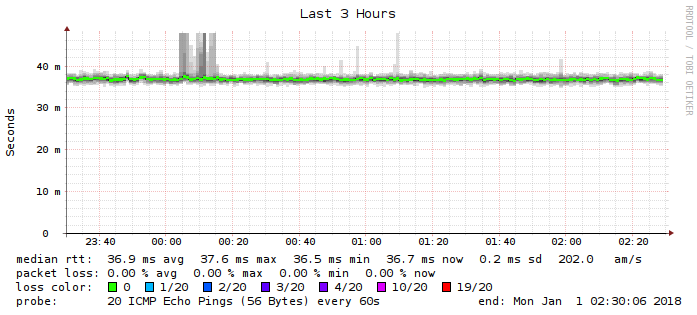 Last 3 Hours
RRDTOOL / TOBI OETIKER
Seconds
40 m
30 m
20 m
10 m
0
23:40 00:00 00:20 00:40 01:00 01:20 01:40 02:00 02:20
median rtt: 36.9 ms avg 37.6 ms max 36.5 ms min 36.7 ms now 0.2 ms sd 202.0 am/s
packet loss: 0.00 % avg 0.00 % max 0.00 % min 0.00 % now
loss color: 0 1/20 2/20 3/20 4/20 10/20 19/20
probe: 20 ICMP Echo Pings (56 Bytes) every 60s end: Mon Jan 1 02:30:06 2018